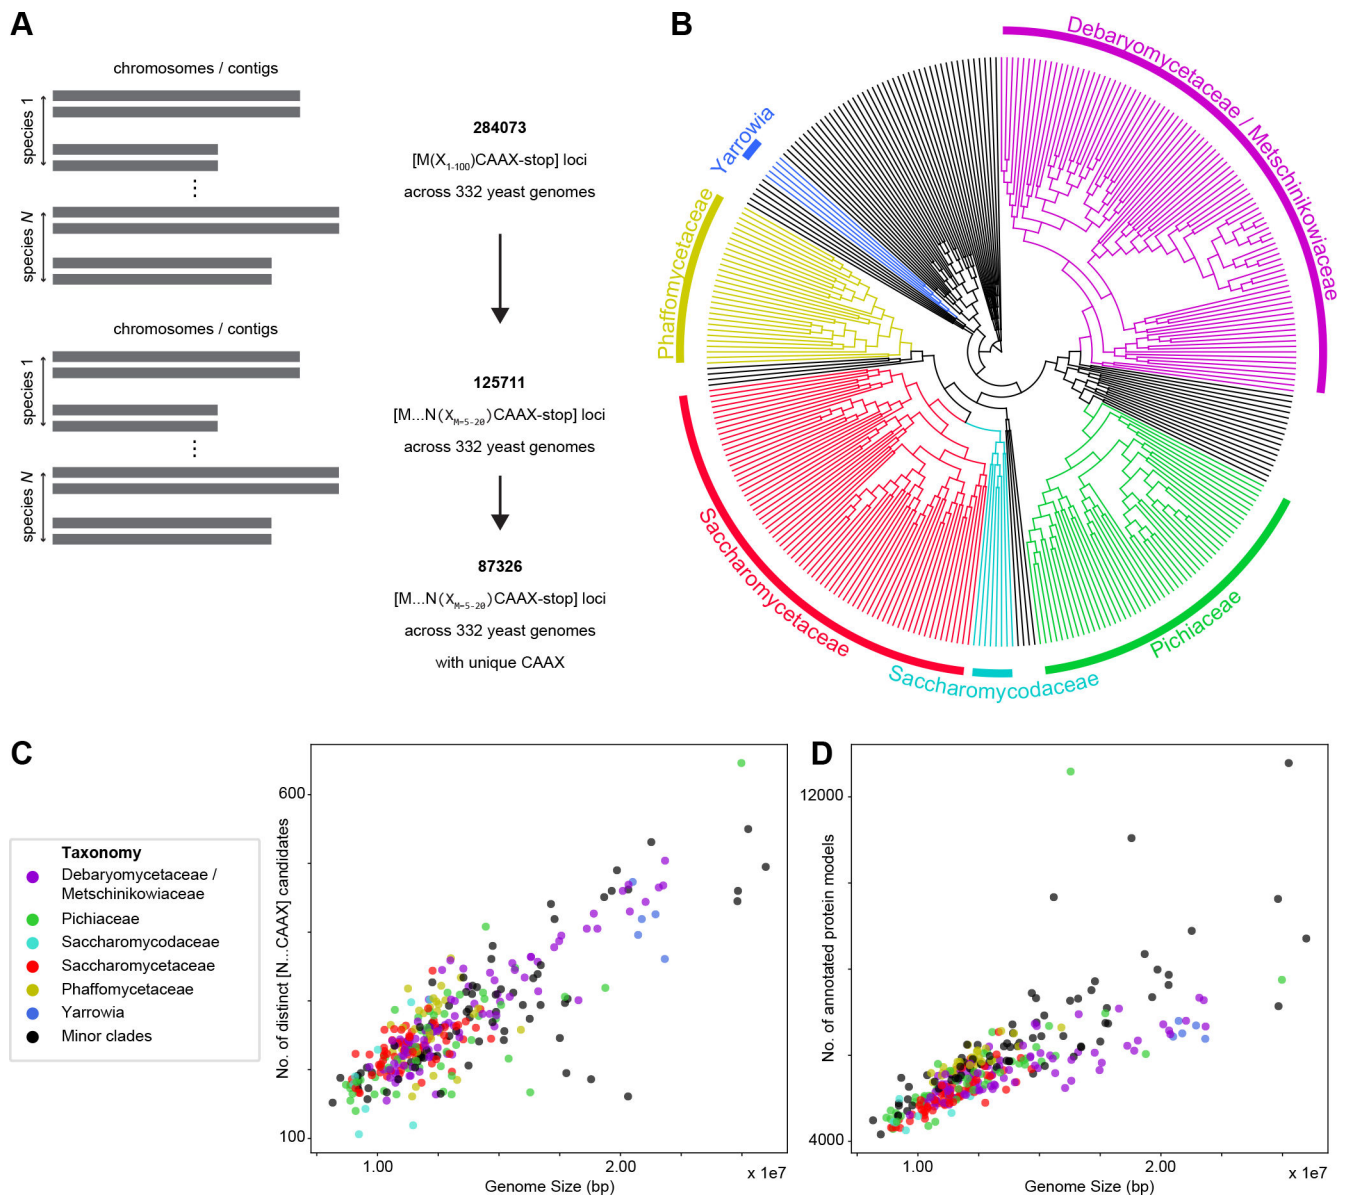 A
chromosomes / contigs
species 1
⋮
species N
chromosomes / contigs
species 1
⋮
species N
284073
[M(X1-100)CAAX-stop] loci
across 332 yeast genomes
125711
[M...N(XM=5-20)CAAX-stop] loci
across 332 yeast genomes
87326
[M...N(XM=5-20)CAAX-stop] loci
across 332 yeast genomes
with unique CAAX
B
Debaryomycetaceae / Metschinikowiaceae
Yarrowia
Phaffomycetaceae
Saccharomycetaceae
Saccharomycodaceae
Pichiaceae
C
Taxonomy
Debaryomycetaceae /
Metschinikowiaceae
Pichiaceae
Saccharomycodaceae
Saccharomycetaceae
Phaffomycetaceae
Yarrowia
Minor clades
No. of distinct [N...CAAX] candidates
600
100
1.00
2.00
x 1e7
Genome Size (bp)
D
No. of annotated protein models
12000
4000
1.00
2.00
x 1e7
Genome Size (bp)